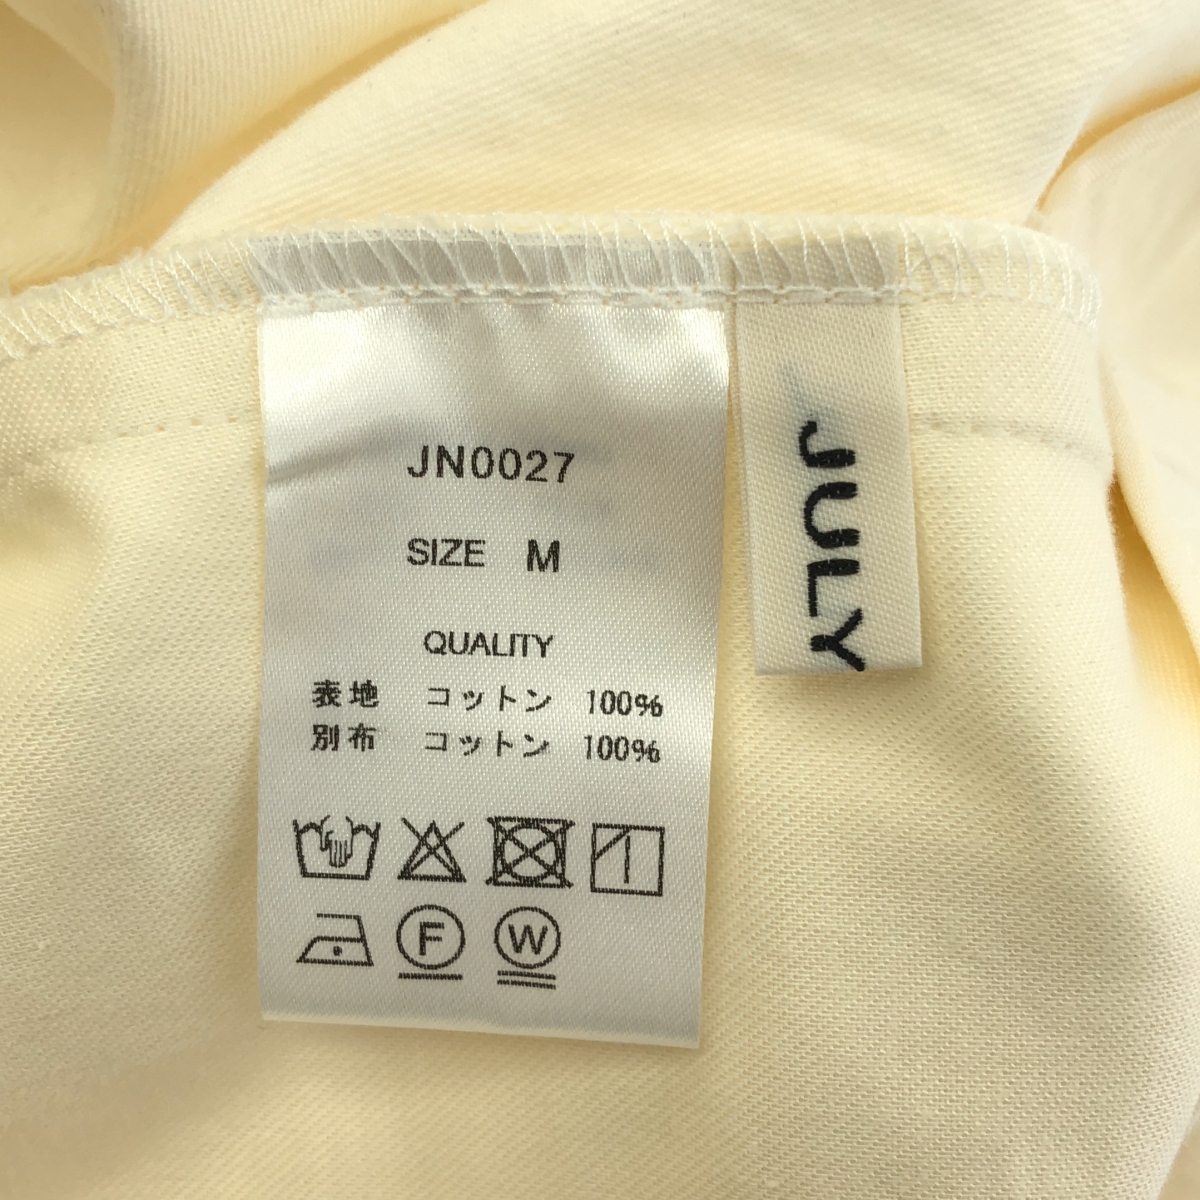 JN0027
SIZE M
QUALITY
表地 コットン 100%
別布 コットン 100%
F W
JULY